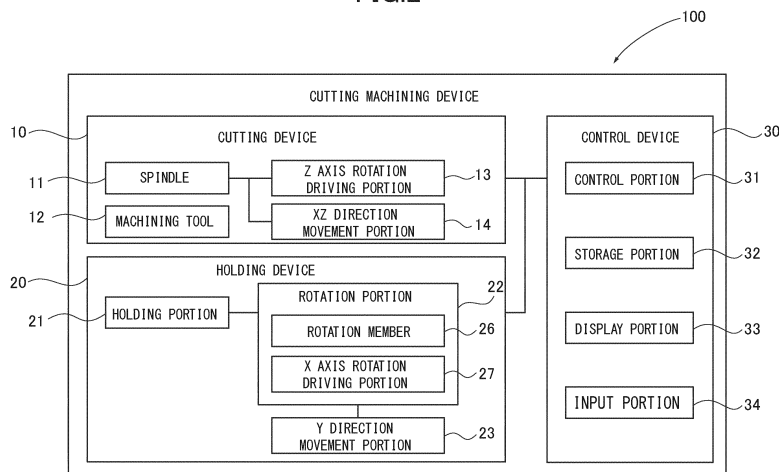 100
CUTTING MACHINING DEVICE
10
CUTTING DEVICE
11
SPINDLE
Z AXIS ROTATION
DRIVING PORTION
13
12
MACHINING TOOL
XZ DIRECTION
MOVEMENT PORTION
14
20
HOLDING DEVICE
21
HOLDING PORTION
ROTATION PORTION
22
ROTATION MEMBER
26
X AXIS ROTATION
DRIVING PORTION
27
Y DIRECTION
MOVEMENT PORTION
23
CONTROL DEVICE
30
CONTROL PORTION
31
STORAGE PORTION
32
DISPLAY PORTION
33
INPUT PORTION
34